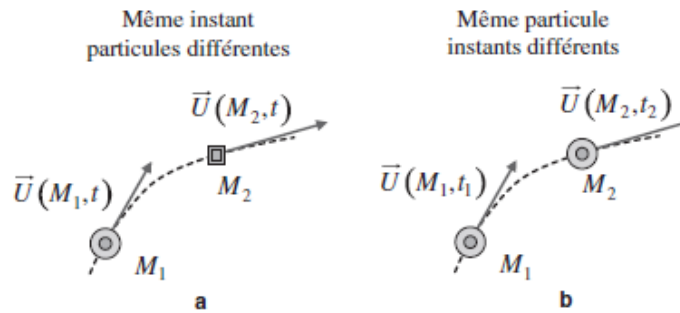 Même instant
particules différentes
Même particule
instants différents
U⃗(M₂,t)
U⃗(M₁,t)
M₂
M₁
a
U⃗(M₂,t₂)
U⃗(M₁,t₁)
M₂
M₁
b